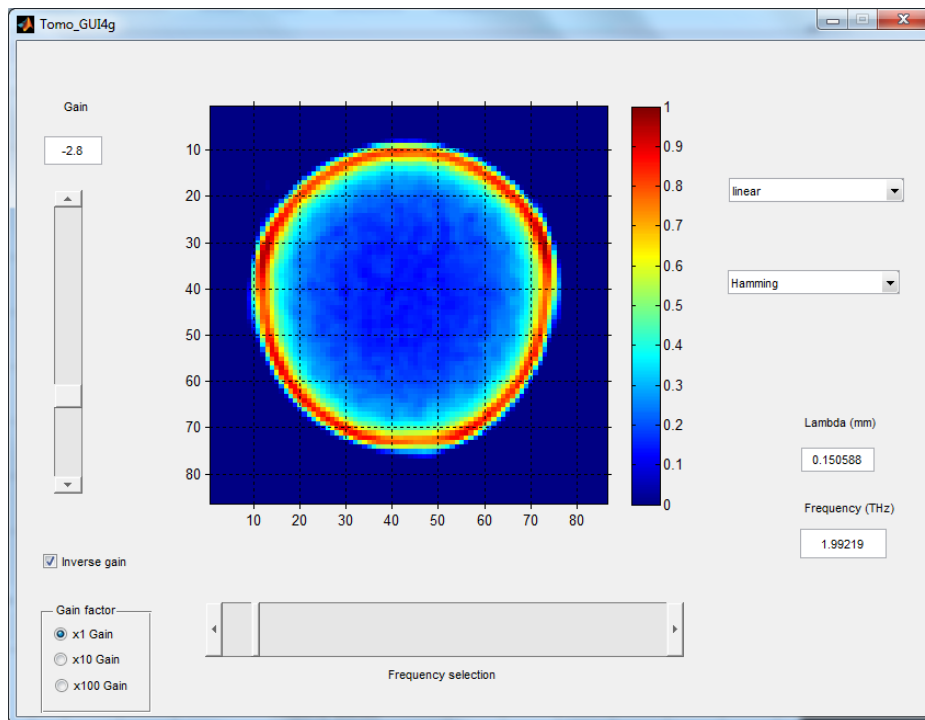 Tomo_GUI4g
Gain
-2.8
10
20
30
40
50
60
70
80
10 20 30 40 50 60 70 80
1
0.9
0.8
0.7
0.6
0.5
0.4
0.3
0.2
0.1
0
linear
Hamming
Lambda (mm)
0.150588
Frequency (THz)
1.99219
Inverse gain
Gain factor
x1 Gain
x10 Gain
x100 Gain
Frequency selection